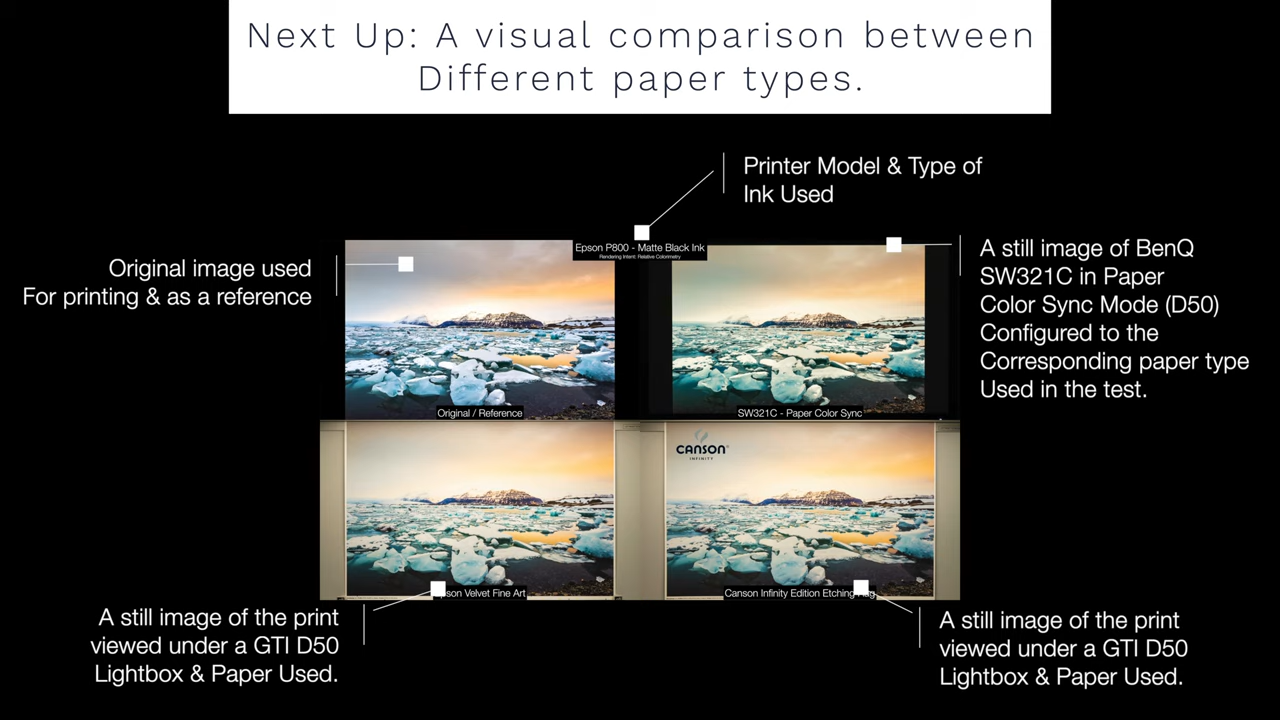 Next Up: A visual comparison between
Different paper types.
Printer Model & Type of
Ink Used
Original image used
For printing & as a reference
Epson P800 - Matte Black Ink
Rendering Intent: Relative Colorimetry
A still image of BenQ
SW321C in Paper
Color Sync Mode (D50)
Configured to the
Corresponding paper type
Used in the test.
Original / Reference
SW321C - Paper Color Sync
CANSON
INFINITY
son Velvet Fine Art
Canson Infinity Edition Etching
A still image of the print
viewed under a GTI D50
Lightbox & Paper Used.
A still image of the print
viewed under a GTI D50
Lightbox & Paper Used.